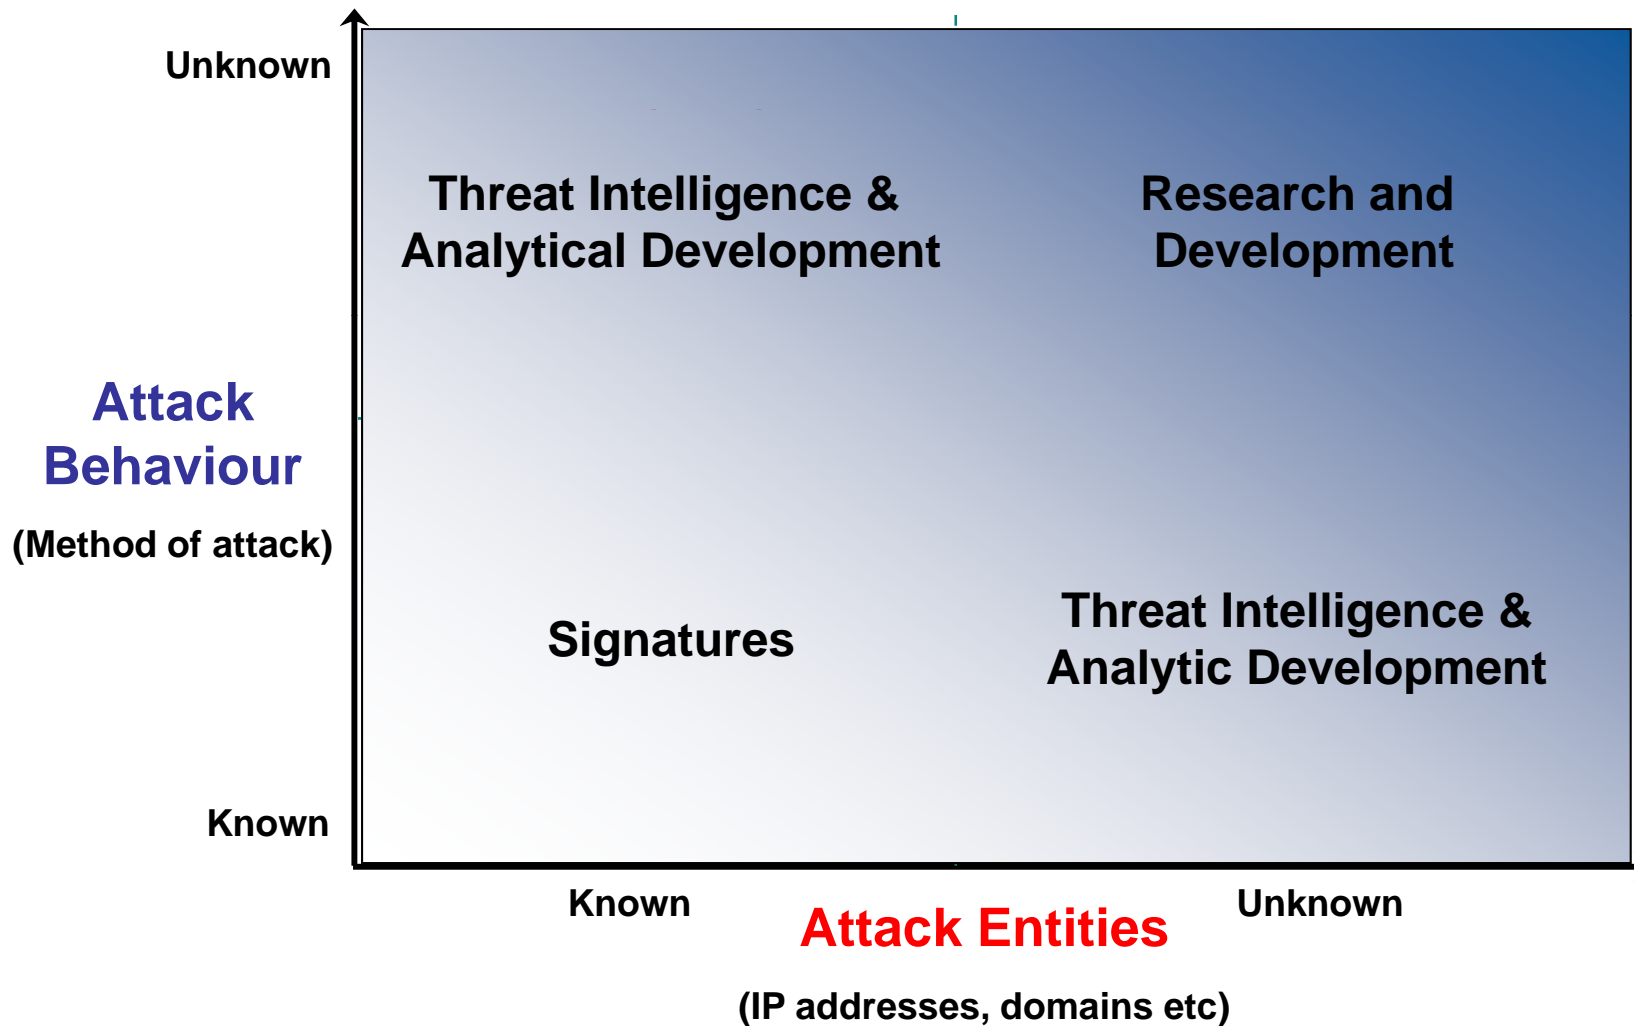 Unknown
Threat Intelligence &
Analytical Development
Research and
Development
Attack
Behaviour
(Method of attack)
Signatures
Threat Intelligence &
Analytic Development
Known
Known
Unknown
Attack Entities
(IP addresses, domains etc)